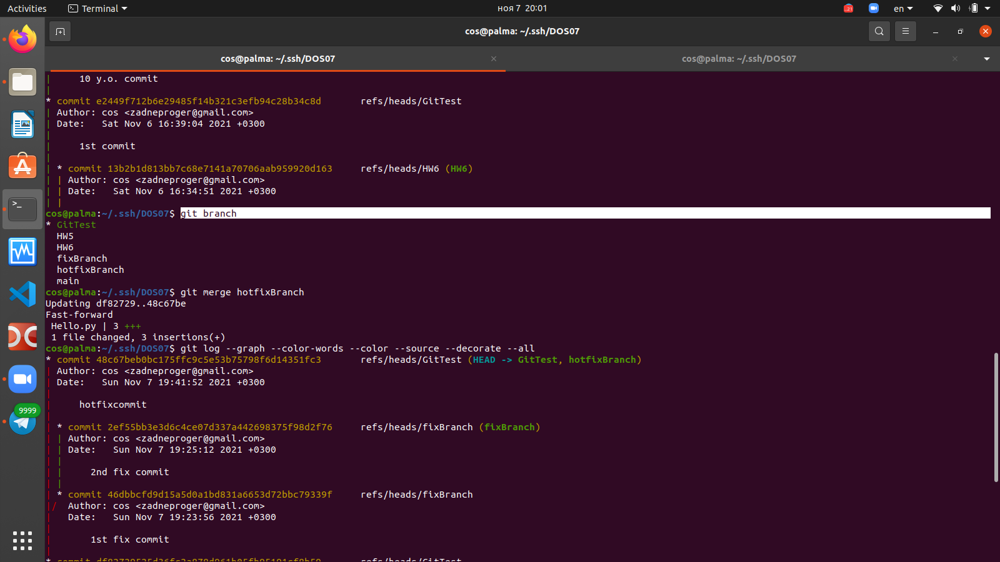 Activities Terminal ноя 7 20:01 en
cos@palma: ~/.ssh/DOS07
cos@palma: ~/.ssh/DOS07 × cos@palma: ~/.ssh/DOS07 ×
| 10 y.o. commit
|
* commit e2449f712b6e29485f14b321c3efb94c28b34c8d refs/heads/GitTest
| Author: cos <zadneproger@gmail.com>
| Date: Sat Nov 6 16:39:04 2021 +0300
|
| 1st commit
|
| * commit 13b2b1d813bb7c68e7141a70706aab959920d163 refs/heads/HW6 (HW6)
| | Author: cos <zadneproger@gmail.com>
| | Date: Sat Nov 6 16:34:51 2021 +0300
| |
cos@palma:~/.ssh/DOS07$ git branch
* GitTest
HW5
HW6
fixBranch
hotfixBranch
main
cos@palma:~/.ssh/DOS07$ git merge hotfixBranch
Updating df82729..48c67be
Fast-forward
Hello.py | 3 +++
1 file changed, 3 insertions(+)
cos@palma:~/.ssh/DOS07$ git log --graph --color-words --color --source --decorate --all
* commit 48c67beb0bc175ffc9c5e53b75798f6d14351fc3 refs/heads/GitTest (HEAD -> GitTest, hotfixBranch)
| Author: cos <zadneproger@gmail.com>
| Date: Sun Nov 7 19:41:52 2021 +0300
|
| hotfixcommit
|
| * commit 2ef55bb3e3d6c4ce07d337a442698375f98d2f76 refs/heads/fixBranch (fixBranch)
| | Author: cos <zadneproger@gmail.com>
| | Date: Sun Nov 7 19:25:12 2021 +0300
| |
| | 2nd fix commit
| |
| * commit 46dbbcfd9d15a5d0a1bd831a6653d72bbc79339f refs/heads/fixBranch
|/ Author: cos <zadneproger@gmail.com>
| Date: Sun Nov 7 19:23:56 2021 +0300
|
| 1st fix commit
|
* commit refs/heads/GitTest
9999